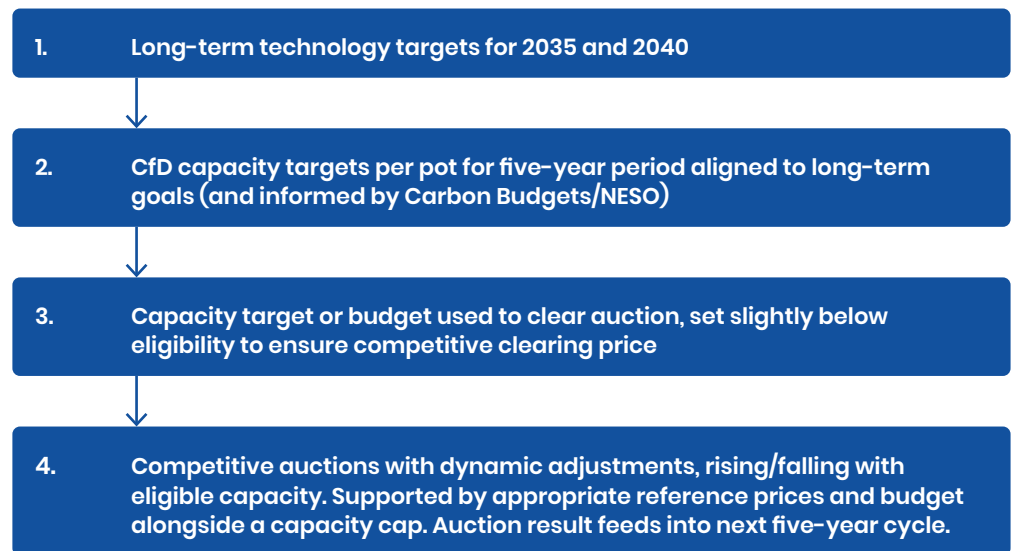 1. Long-term technology targets for 2035 and 2040
2. CfD capacity targets per pot for five-year period aligned to long-term
goals (and informed by Carbon Budgets/NESO)
3. Capacity target or budget used to clear auction, set slightly below
eligibility to ensure competitive clearing price
4. Competitive auctions with dynamic adjustments, rising/falling with
eligible capacity. Supported by appropriate reference prices and budget
alongside a capacity cap. Auction result feeds into next five-year cycle.